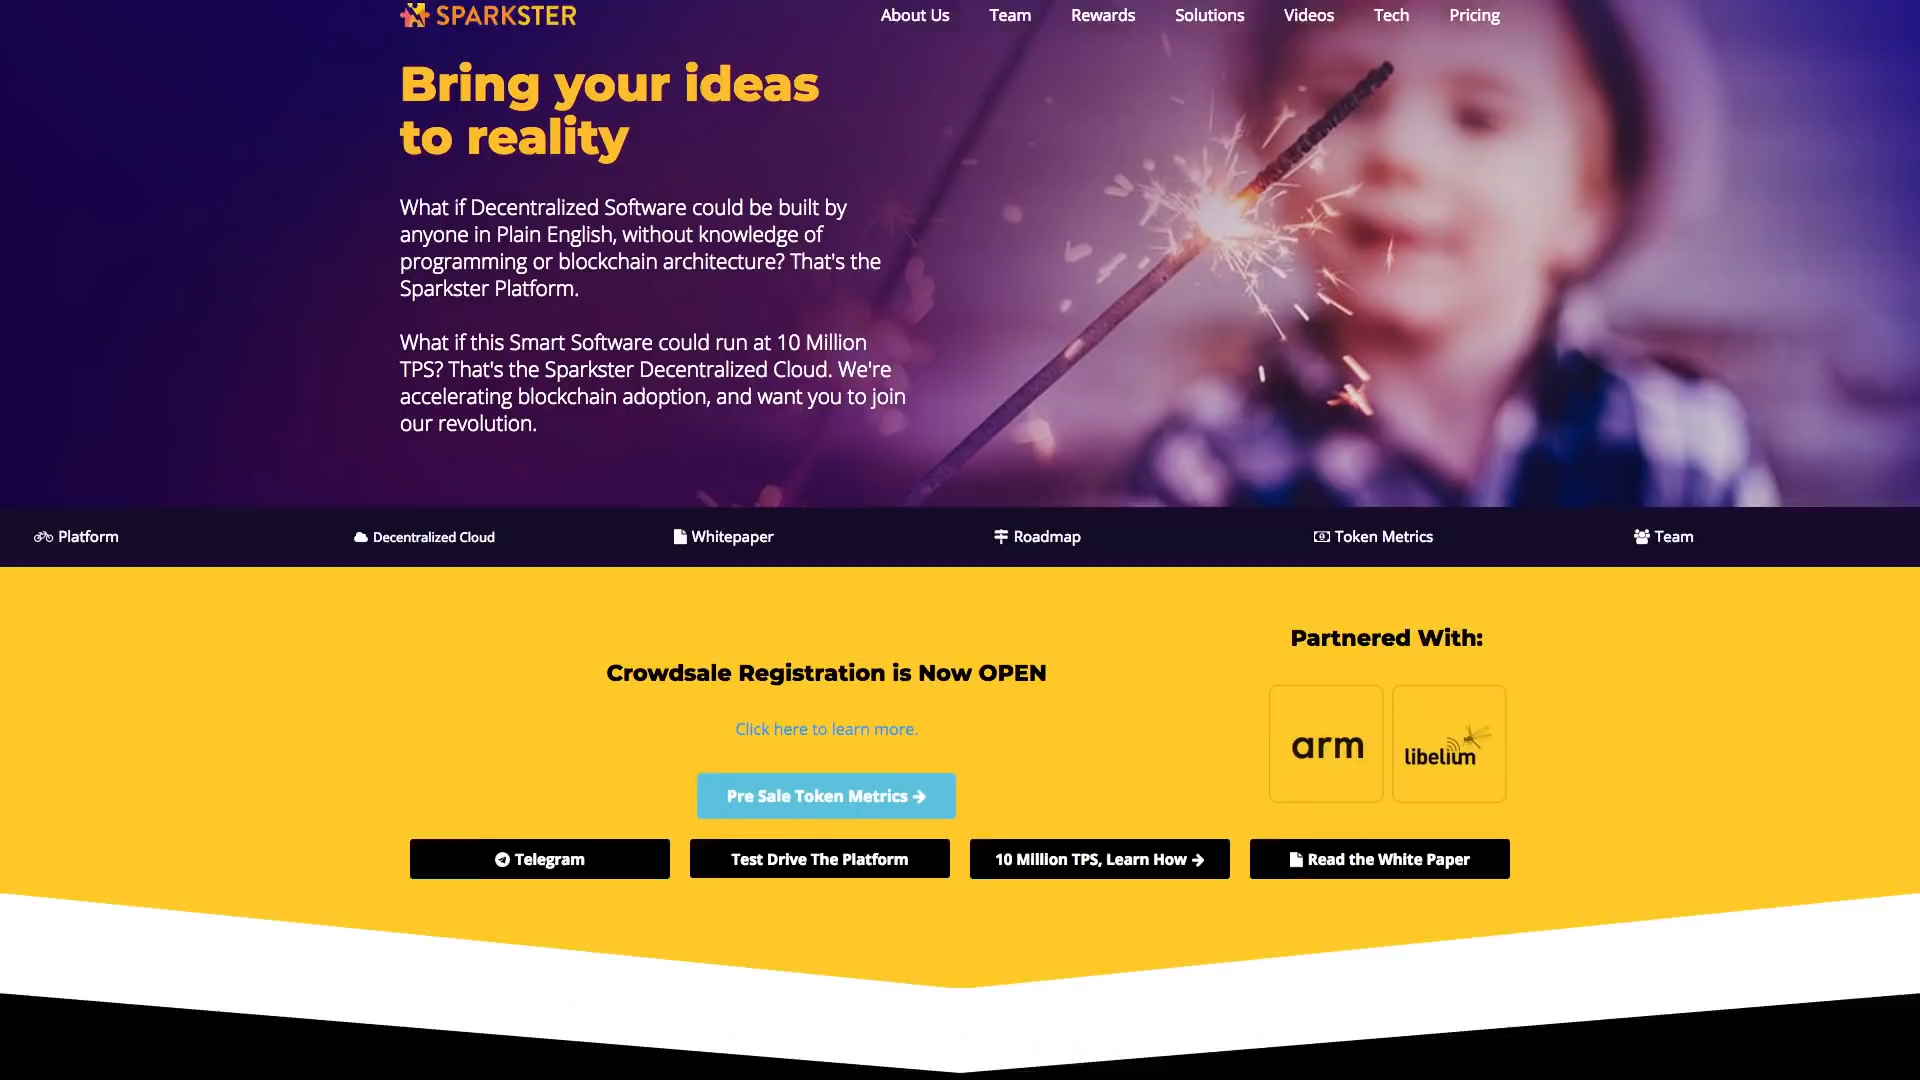 SPARKSTER
About Us Team Rewards Solutions Videos Tech Pricing
Bring your ideas
to reality
What if Decentralized Software could be built by
anyone in Plain English, without knowledge of
programming or blockchain architecture? That's the
Sparkster Platform.
What if this Smart Software could run at 10 Million
TPS? That's the Sparkster Decentralized Cloud. We're
accelerating blockchain adoption, and want you to join
our revolution.
Platform Decentralized Cloud Whitepaper Roadmap Token Metrics Team
Crowdsale Registration is Now OPEN
Click here to learn more.
Pre Sale Token Metrics
Partnered With:
arm
libelium
Telegram
Test Drive The Platform
10 Million TPS, Learn How
Read the White Paper